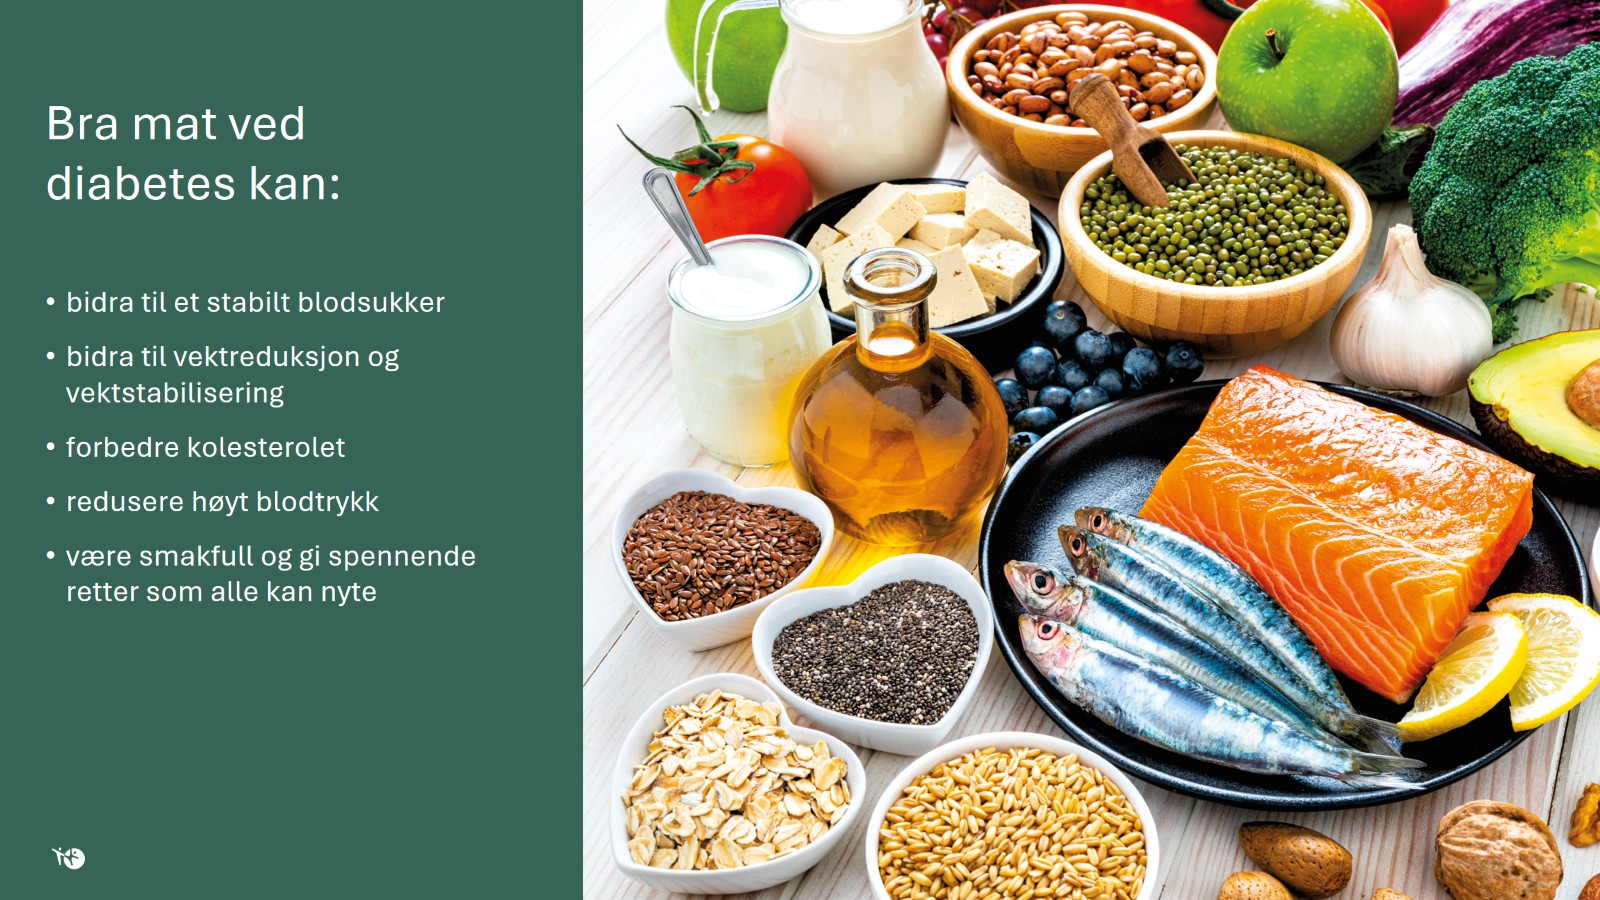 Bra mat ved
diabetes kan:
• bidra til et stabilt blodsukker
• bidra til vektreduksjon og
vektstabilisering
• forbedre kolesterolet
• redusere høyt blodtrykk
• være smakfull og gi spennende
retter som alle kan nyte